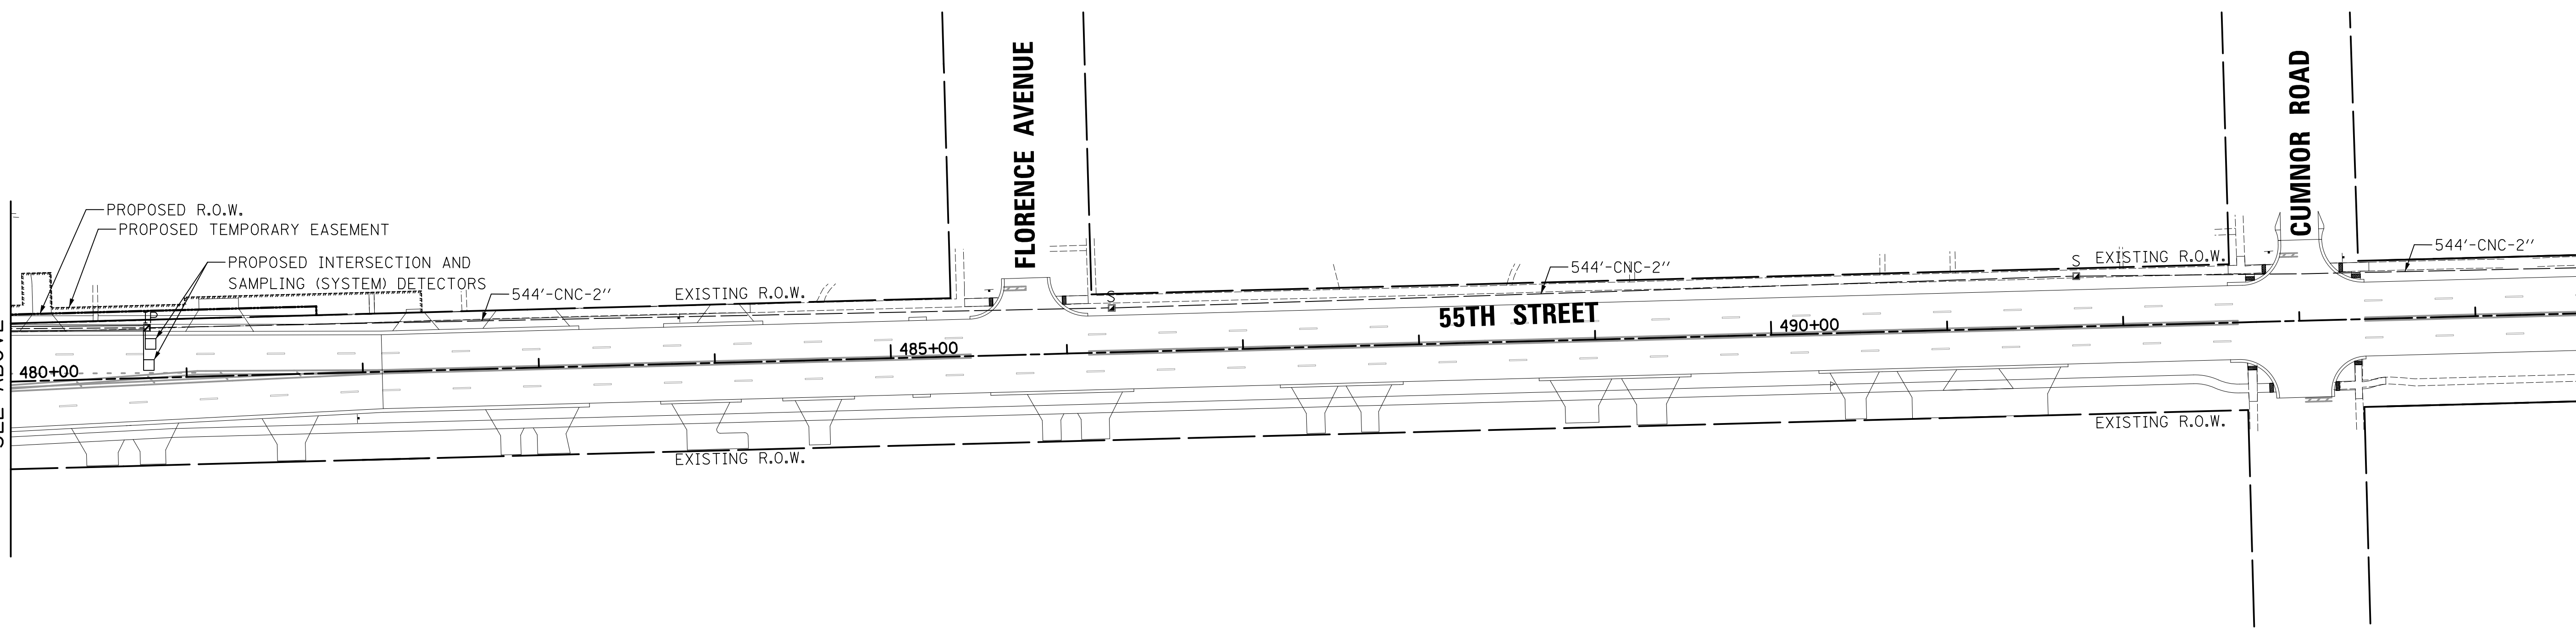 FLORENCE AVENUE
CUMNOR ROAD
PROPOSED R.O.W.
PROPOSED TEMPORARY EASEMENT
PROPOSED INTERSECTION AND
SAMPLING (SYSTEM) DETECTORS
544'-CNC-2''
EXISTING R.O.W.
S
544'-CNC-2''
S
EXISTING R.O.W.
544'-CNC-2''
P
55TH STREET
480+00
485+00
490+00
EXISTING R.O.W.
EXISTING R.O.W.